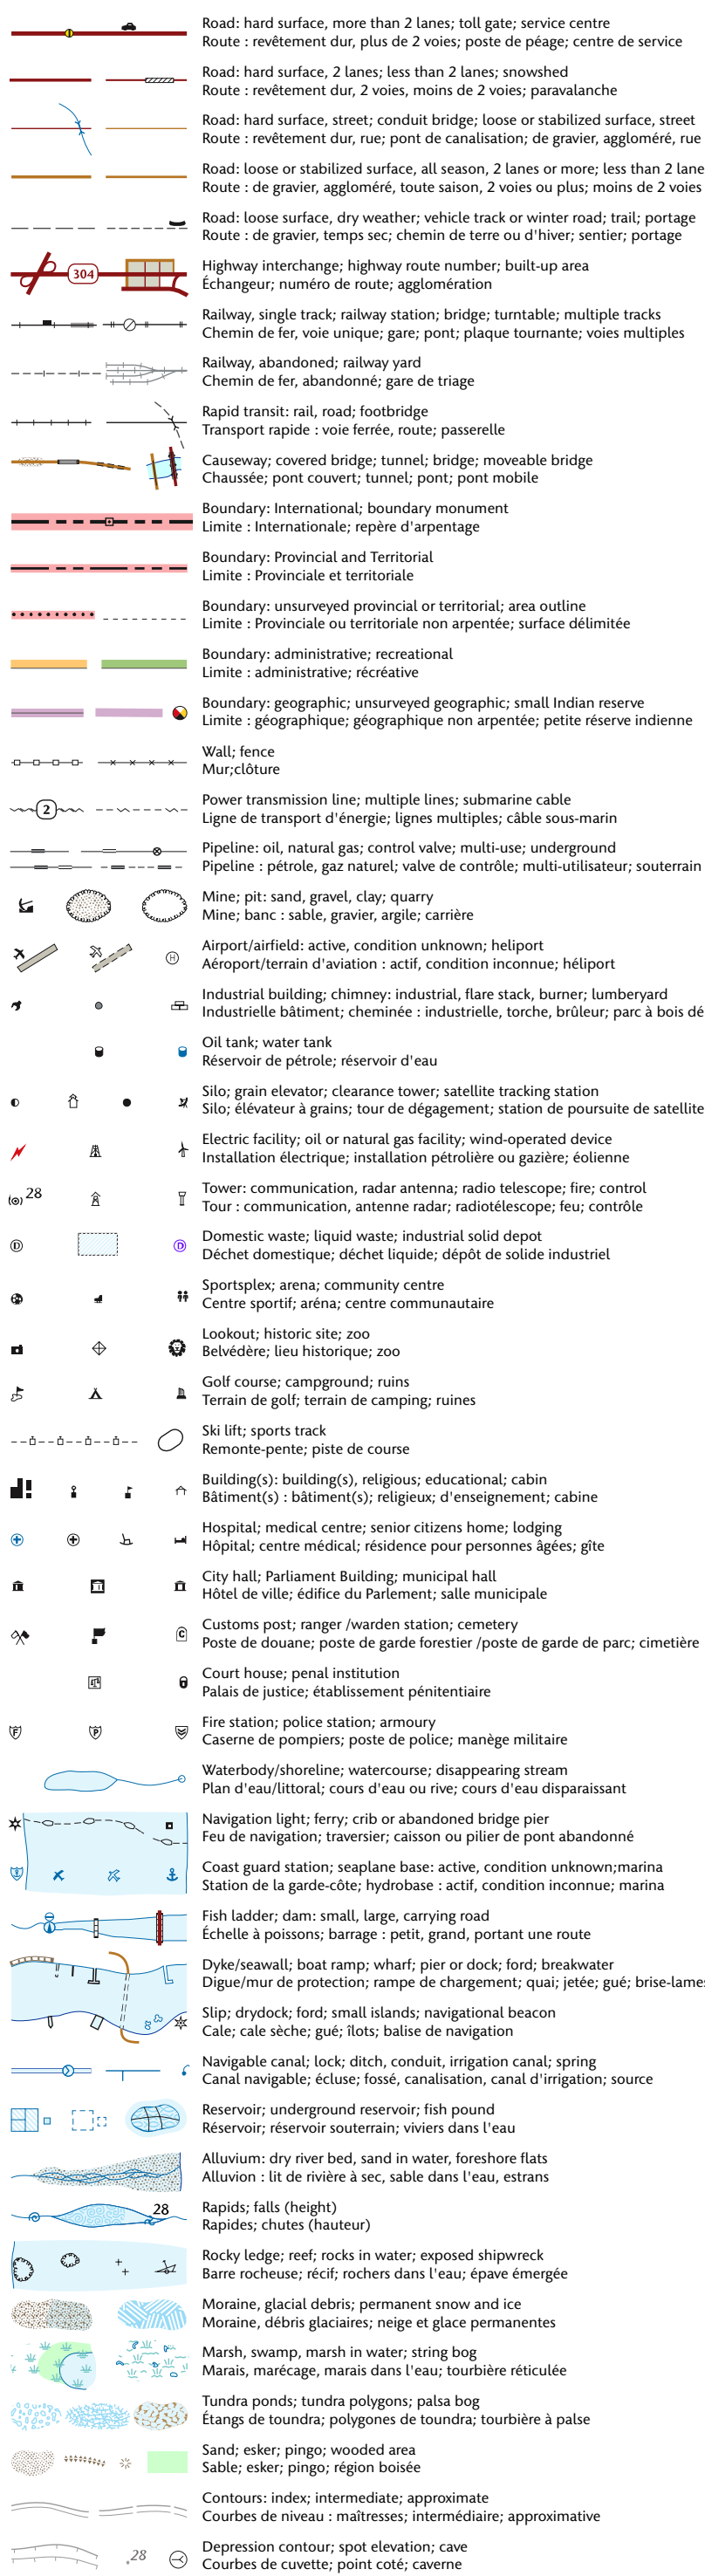 Road: hard surface, more than 2 lanes; toll gate; service centre
Route : revêtement dur, plus de 2 voies; poste de péage; centre de service
Road: hard surface, 2 lanes; less than 2 lanes; snowshed
Route : revêtement dur, 2 voies, moins de 2 voies; paravalanche
Road: hard surface, street; conduit bridge; loose or stabilized surface, street
Route : revêtement dur, rue; pont de canalisation; de gravier, aggloméré, rue
Road: loose or stabilized surface, all season, 2 lanes or more; less than 2 lane
Route : de gravier, aggloméré, toute saison, 2 voies ou plus; moins de 2 voies
Road: loose surface, dry weather; vehicle track or winter road; trail; portage
Route : de gravier, temps sec; chemin de terre ou d'hiver; sentier; portage
304
Highway interchange; highway route number; built-up area
Échangeur; numéro de route; agglomération
Railway, single track; railway station; bridge; turntable; multiple tracks
Chemin de fer, voie unique; gare; pont; plaque tournante; voies multiples
Railway, abandoned; railway yard
Chemin de fer, abandonné; gare de triage
Rapid transit: rail, road; footbridge
Transport rapide : voie ferrée, route; passerelle
Causeway; covered bridge; tunnel; bridge; moveable bridge
Chaussée; pont couvert; tunnel; pont; pont mobile
Boundary: International; boundary monument
Limite : Internationale; repère d'arpentage
Boundary: Provincial and Territorial
Limite : Provinciale et territoriale
Boundary: unsurveyed provincial or territorial; area outline
Limite : Provinciale ou territoriale non arpentée; surface délimitée
Boundary: administrative; recreational
Limite : administrative; récréative
Boundary: geographic; unsurveyed geographic; small Indian reserve
Limite : géographique; géographique non arpentée; petite réserve indienne
Wall; fence
Mur;clôture
2
Power transmission line; multiple lines; submarine cable
Ligne de transport d'énergie; lignes multiples; câble sous-marin
Pipeline: oil, natural gas; control valve; multi-use; underground
Pipeline : pétrole, gaz naturel; valve de contrôle; multi-utilisateur; souterrain
Mine; pit: sand, gravel, clay; quarry
Mine; banc : sable, gravier, argile; carrière
H
Airport/airfield: active, condition unknown; heliport
Aéroport/terrain d'aviation : actif, condition inconnue; héliport
Industrial building; chimney: industrial, flare stack, burner; lumberyard
Industrielle bâtiment; cheminée : industrielle, torche, brûleur; parc à bois dé
Oil tank; water tank
Réservoir de pétrole; réservoir d'eau
Silo; grain elevator; clearance tower; satellite tracking station
Silo; élévateur à grains; tour de dégagement; station de poursuite de satellite
Electric facility; oil or natural gas facility; wind-operated device
Installation électrique; installation pétrolière ou gazière; éolienne
28
Tower: communication, radar antenna; radio telescope; fire; control
Tour : communication, antenne radar; radiotélescope; feu; contrôle
D D
Domestic waste; liquid waste; industrial solid depot
Déchet domestique; déchet liquide; dépôt de solide industriel
Sportsplex; arena; community centre
Centre sportif; aréna; centre communautaire
Lookout; historic site; zoo
Belvédère; lieu historique; zoo
Golf course; campground; ruins
Terrain de golf; terrain de camping; ruines
Ski lift; sports track
Remonte-pente; piste de course
Building(s): building(s), religious; educational; cabin
Bâtiment(s) : bâtiment(s); religieux; d'enseignement; cabine
Hospital; medical centre; senior citizens home; lodging
Hôpital; centre médical; résidence pour personnes âgées; gîte
City hall; Parliament Building; municipal hall
Hôtel de ville; édifice du Parlement; salle municipale
C
Customs post; ranger /warden station; cemetery
Poste de douane; poste de garde forestier /poste de garde de parc; cimetière
Court house; penal institution
Palais de justice; établissement pénitentiaire
F P
Fire station; police station; armoury
Caserne de pompiers; poste de police; manège militaire
Waterbody/shoreline; watercourse; disappearing stream
Plan d'eau/littoral; cours d'eau ou rive; cours d'eau disparaissant
Navigation light; ferry; crib or abandoned bridge pier
Feu de navigation; traversier; caisson ou pilier de pont abandonné
Coast guard station; seaplane base: active, condition unknown;marina
Station de la garde-côte; hydrobase : actif, condition inconnue; marina
Fish ladder; dam: small, large, carrying road
Échelle à poissons; barrage : petit, grand, portant une route
Dyke/seawall; boat ramp; wharf; pier or dock; ford; breakwater
Digue/mur de protection; rampe de chargement; quai; jetée; gué; brise-lames
Slip; drydock; ford; small islands; navigational beacon
Cale; cale sèche; gué; îlots; balise de navigation
Navigable canal; lock; ditch, conduit, irrigation canal; spring
Canal navigable; écluse; fossé, canalisation, canal d'irrigation; source
Reservoir; underground reservoir; fish pound
Réservoir; réservoir souterrain; viviers dans l'eau
Alluvium: dry river bed, sand in water, foreshore flats
Alluvion : lit de rivière à sec, sable dans l'eau, estrans
28
Rapids; falls (height)
Rapides; chutes (hauteur)
Rocky ledge; reef; rocks in water; exposed shipwreck
Barre rocheuse; récif; rochers dans l'eau; épave émergée
Moraine, glacial debris; permanent snow and ice
Moraine, débris glaciaires; neige et glace permanentes
Marsh, swamp, marsh in water; string bog
Marais, marécage, marais dans l'eau; tourbière réticulée
Tundra ponds; tundra polygons; palsa bog
Étangs de toundra; polygones de toundra; tourbière à palse
Sand; esker; pingo; wooded area
Sable; esker; pingo; région boisée
Contours: index; intermediate; approximate
Courbes de niveau : maîtresses; intermédiaire; approximative
.28
Depression contour; spot elevation; cave
Courbes de cuvette; point coté; caverne